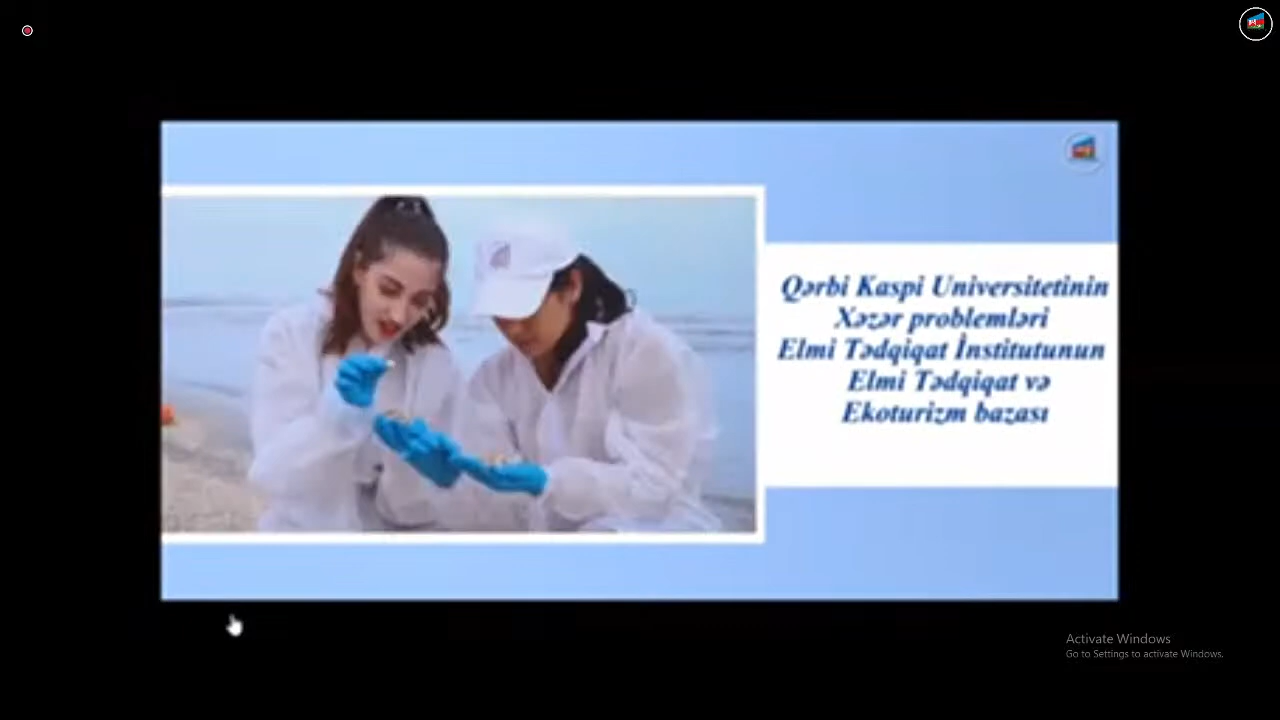 Qərbi Kaspi Universitetinin
Xəzər problemləri
Elmi Tədqiqat İnstitutunun
Elmi Tədqiqat və
Ekoturizm bazası
Activate Windows
Go to Settings to activate Windows.